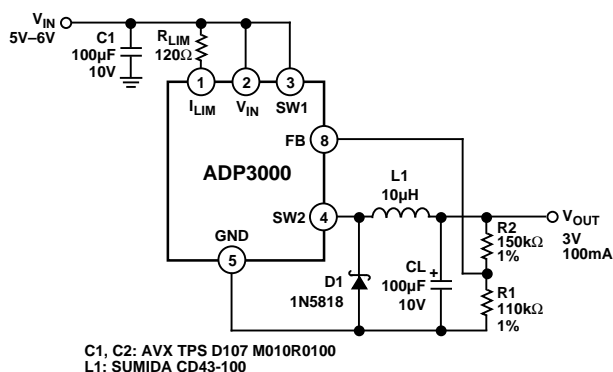 VIN
5V–6V
C1
100µF
10V
RLIM
120Ω
1
2
3
ILIM
VIN
SW1
FB
8
ADP3000
L1
10µH
SW2
4
GND
5
VOUT
3V
100mA
R2
150kΩ
1%
D1
1N5818
CL
+
100µF
10V
R1
110kΩ
1%
C1, C2: AVX TPS D107 M010R0100
L1: SUMIDA CD43-100